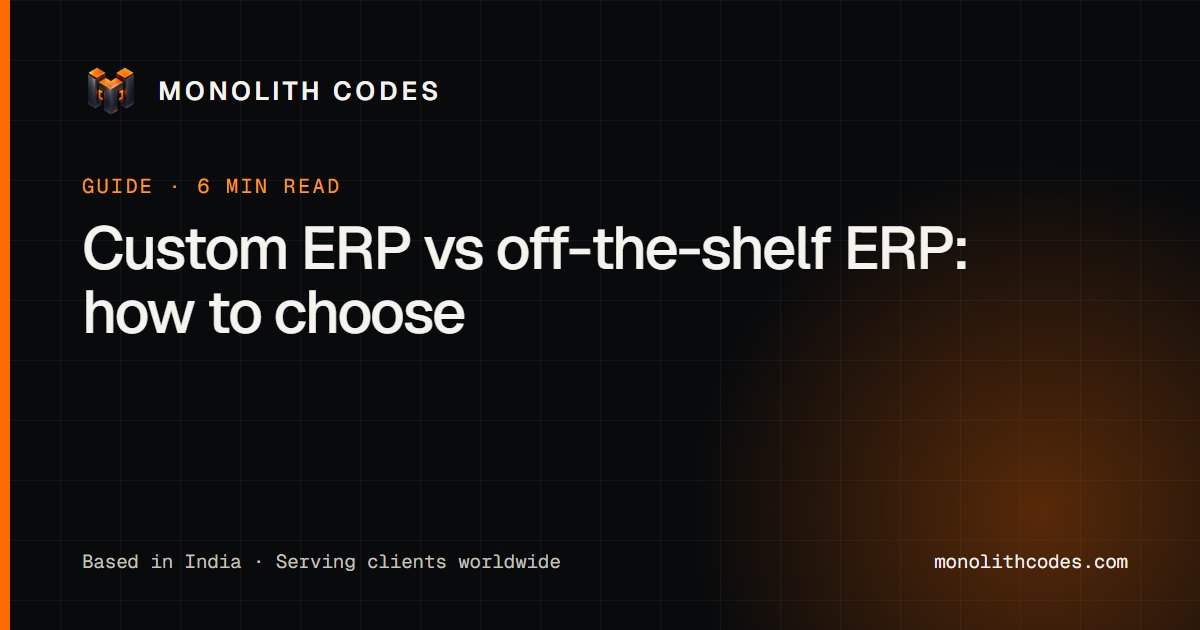 MONOLITH CODES
GUIDE · 6 MIN READ
Custom ERP vs off-the-shelf ERP:
how to choose
Based in India · Serving clients worldwide
monolithcodes.com